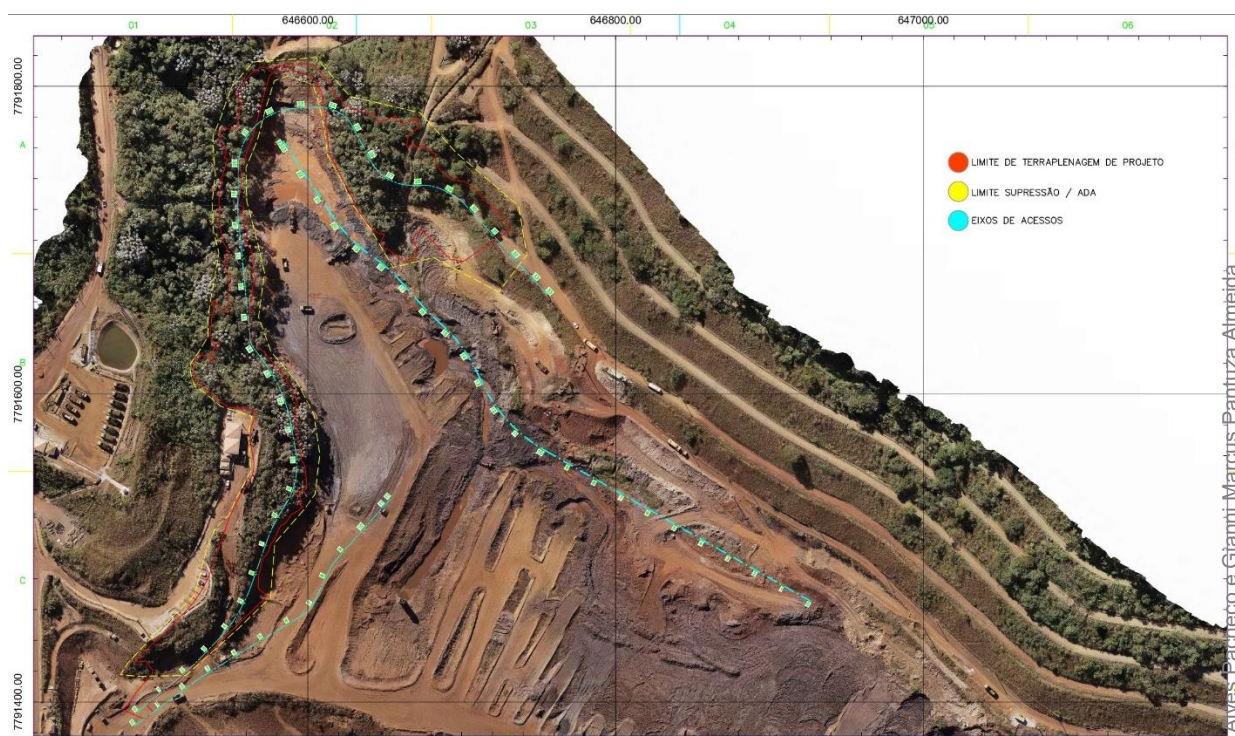 01
646600.00
02
03
646800.00
04
647000.00
05
06
7791800.00
A
LIMITE DE TERRAPLENAGEM DE PROJETO
LIMITE SUPRESSÃO / ADA
EIXOS DE ACESSOS
B
7791600.00
C
7791400.00
Alves Pacheco e Gianni Marcus Pantuza Almeida